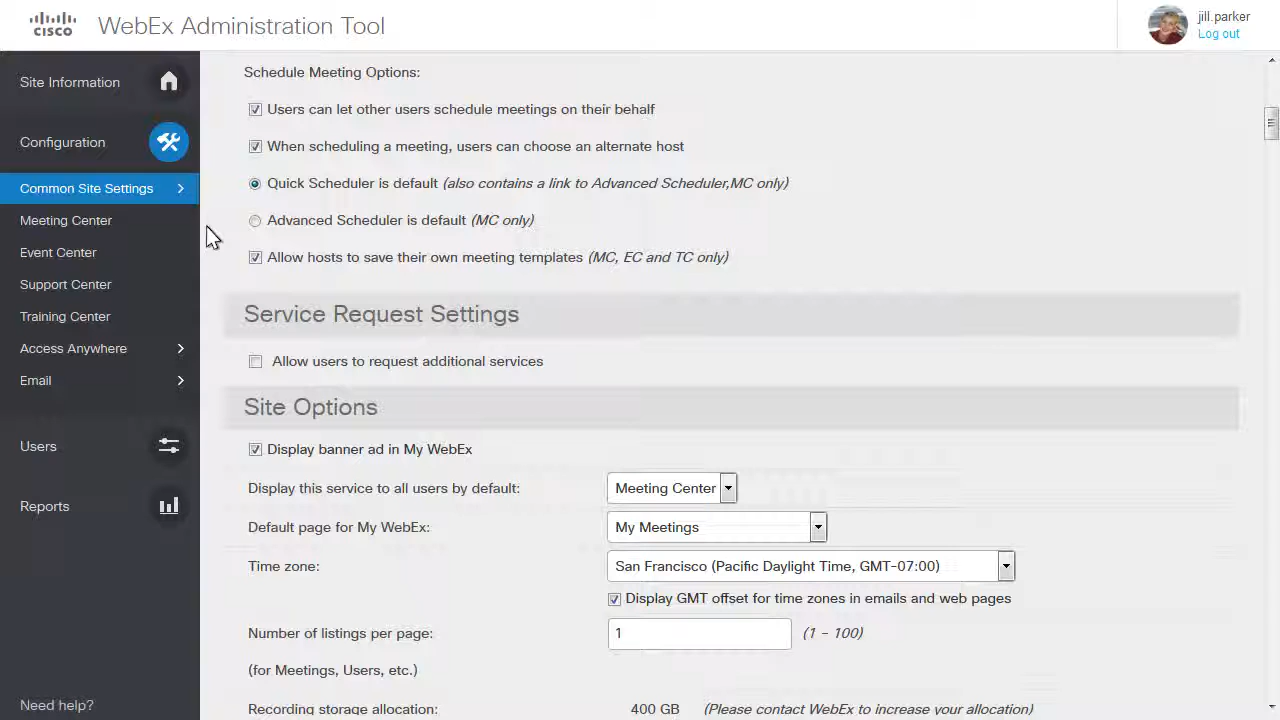 CISCO
WebEx Administration Tool
jill.parker
Log out
Site Information
Configuration
Common Site Settings
Meeting Center
Event Center
Support Center
Training Center
Access Anywhere
Email
Users
Reports
Need help?
Schedule Meeting Options:
Users can let other users schedule meetings on their behalf
When scheduling a meeting, users can choose an alternate host
Quick Scheduler is default (also contains a link to Advanced Scheduler,MC only)
Advanced Scheduler is default (MC only)
Allow hosts to save their own meeting templates (MC, EC and TC only)
Service Request Settings
Allow users to request additional services
Site Options
Display banner ad in My WebEx
Display this service to all users by default: Meeting Center
Default page for My WebEx: My Meetings
Time zone: San Francisco (Pacific Daylight Time, GMT-07:00)
Display GMT offset for time zones in emails and web pages
Number of listings per page: 1 (1 - 100)
(for Meetings, Users, etc.)
Recording storage allocation: 400 GB (Please contact WebEx to increase your allocation)